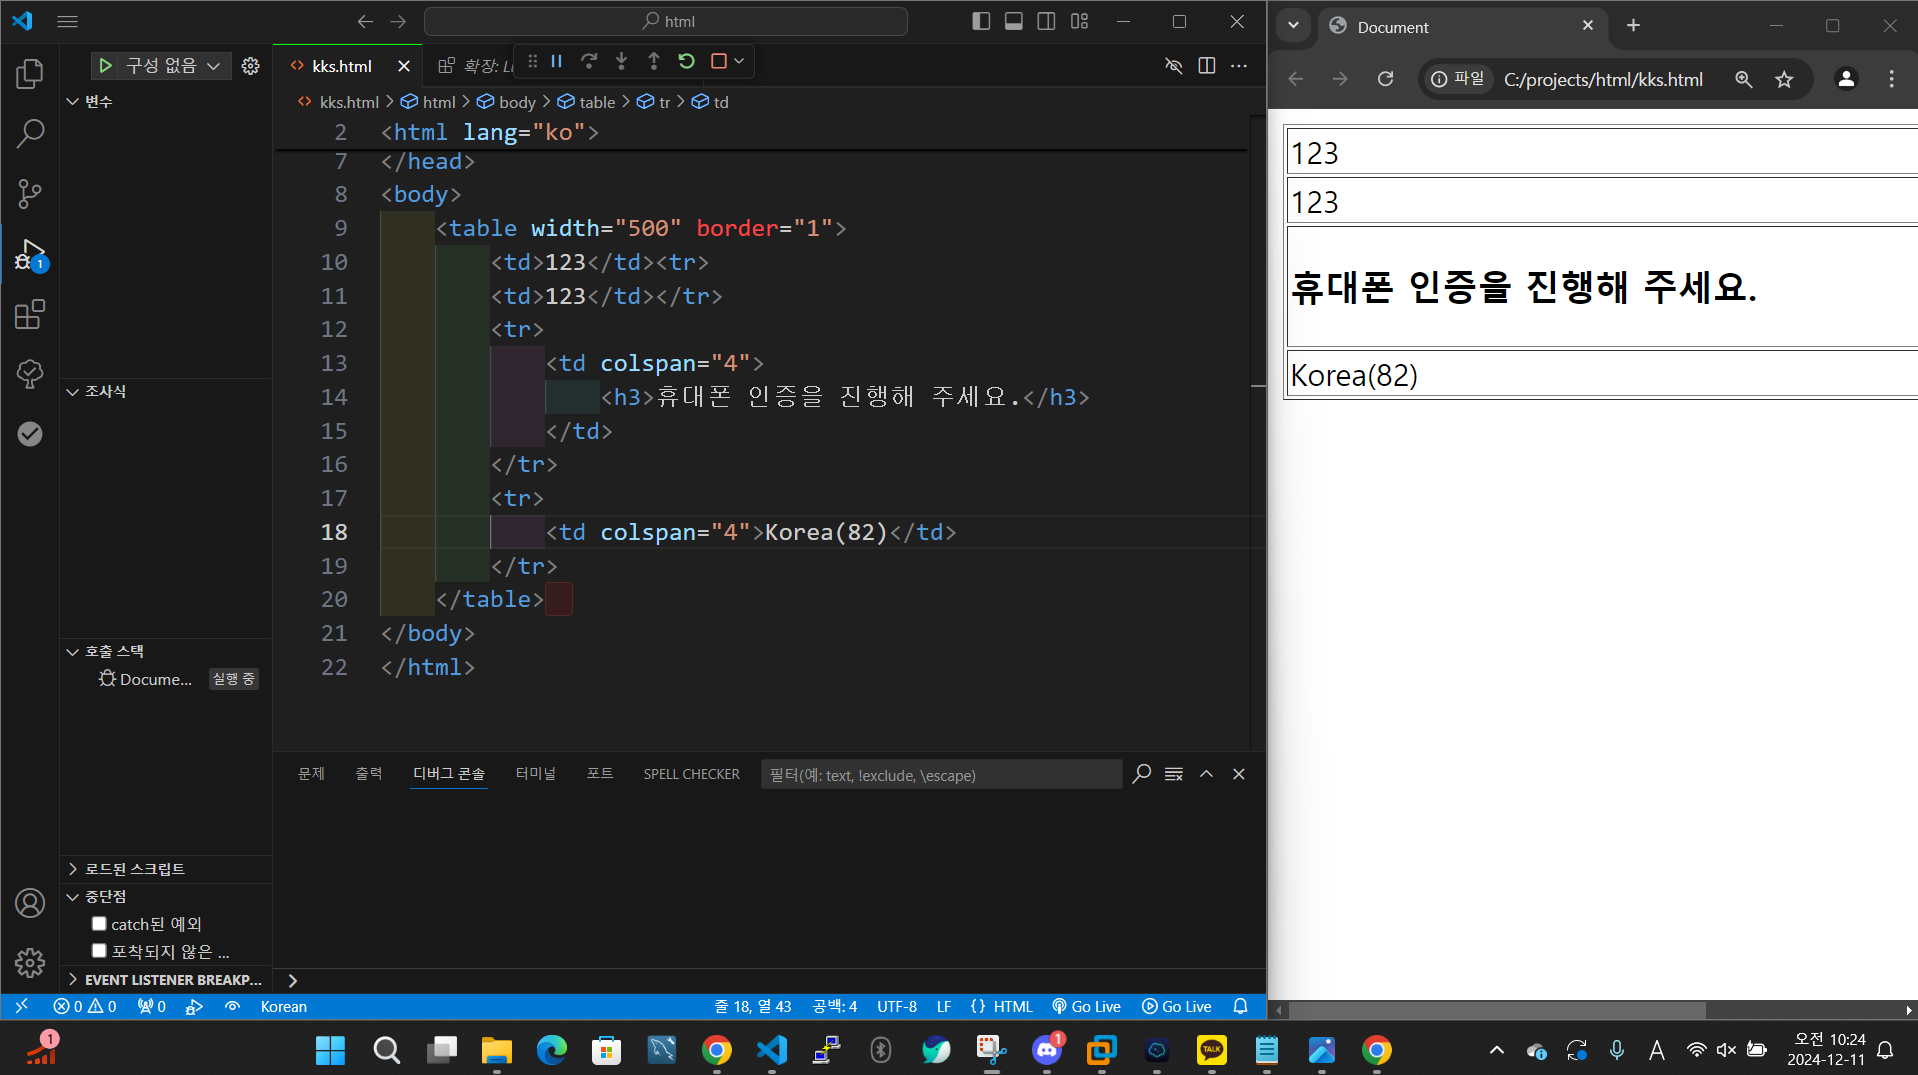 html
Document
구성 없음
kks.html
확장: Li
파일
C:/projects/html/kks.html
변수
kks.html > html > body > table > tr > td
2 <html lang="ko">
7 </head>
8 <body>
9 <table width="500" border="1">
10 <td>123</td><tr>
11 <td>123</td></tr>
12 <tr>
13 <td colspan="4">
14 <h3>휴대폰 인증을 진행해 주세요.</h3>
15 </td>
16 </tr>
17 <tr>
18 <td colspan="4">Korea(82)</td>
19 </tr>
20 </table>
21 </body>
22 </html>
123
123
휴대폰 인증을 진행해 주세요.
Korea(82)
조사식
호출 스택
Docume... 실행 중
로드된 스크립트
중단점
catch된 예외
포착되지 않은 ...
EVENT LISTENER BREAKP...
문제 출력 디버그 콘솔 터미널 포트 SPELL CHECKER 필터(예: text, !exclude, \escape)
1
0 0 0 Korean 줄 18, 열 43 공백: 4 UTF-8 LF { } HTML Go Live Go Live
1
1
TALK
A
오전 10:24
2024-12-11